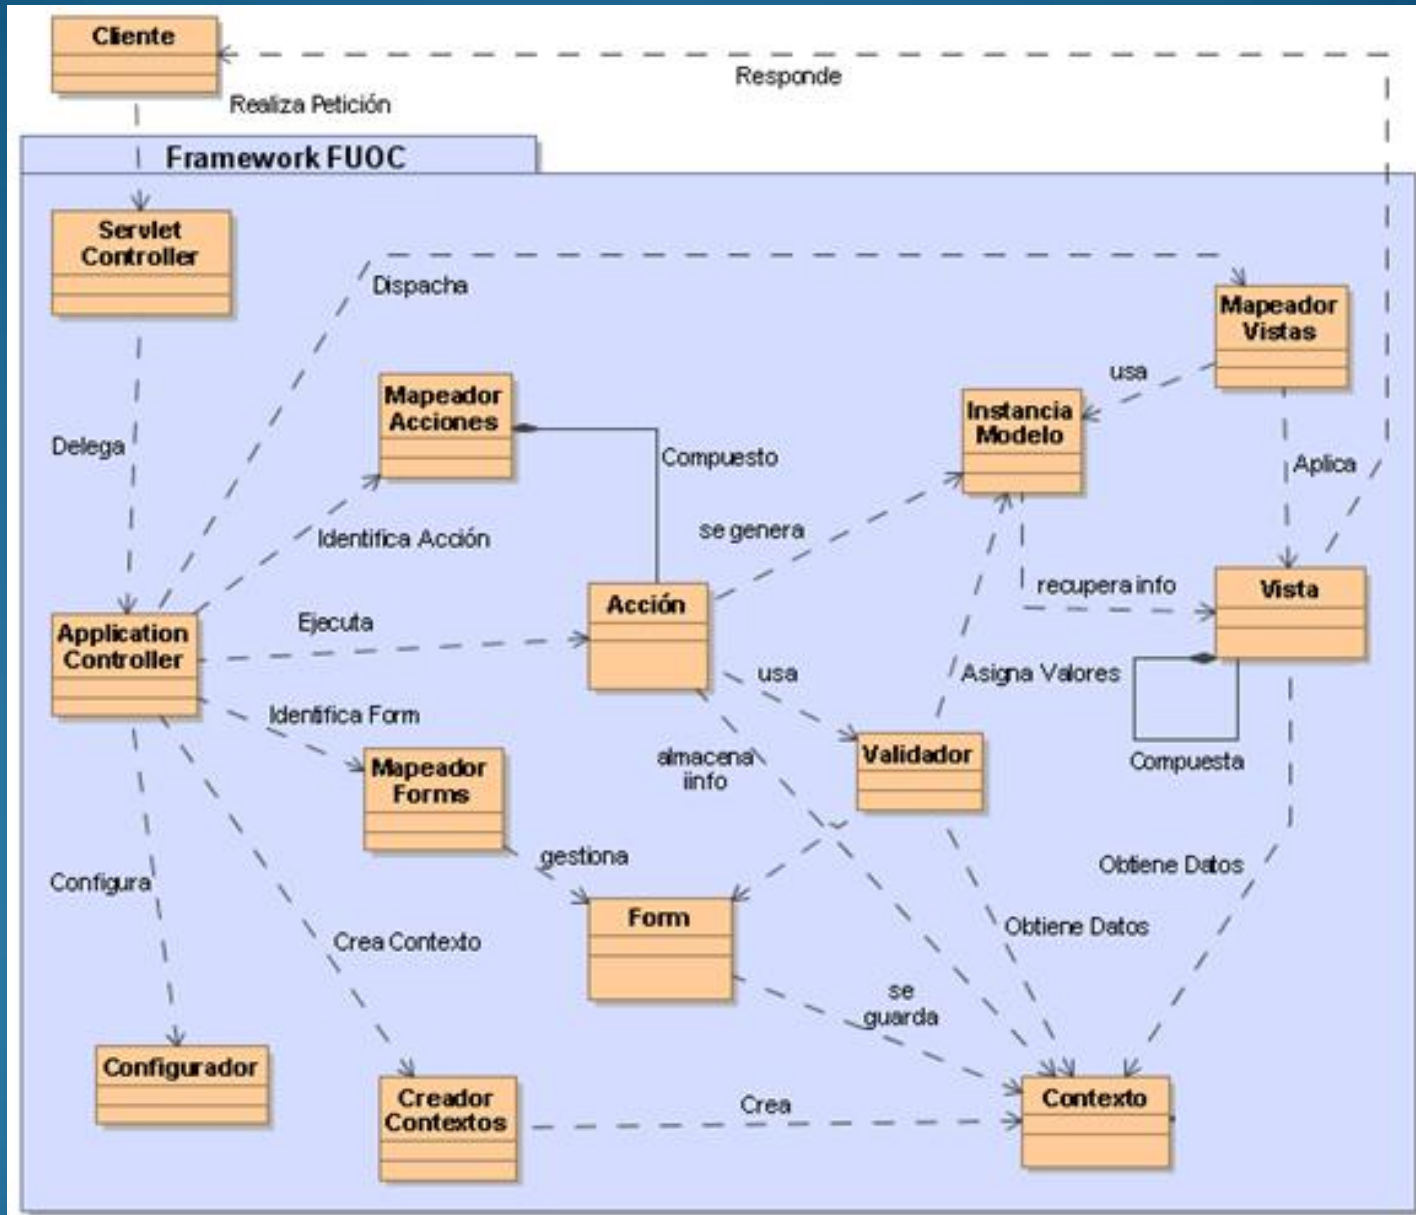 Cliente
Responde
Realiza Petición
Framework FUOC
Servlet
Controller
Dispacha
Mapeador
Vistas
usa
Mapeador
Acciones
Instancia
Modelo
Delega
Compuesto
Aplica
se genera
Identifica Acción
recupera info
Vista
Acción
Ejecuta
Application
Controller
usa
Asigna Valores
Identifica Form
almacena
iinfo
Validador
Compuesta
Mapeador
Forms
gestiona
Configura
Obtiene Datos
Form
Obtiene Datos
Crea Contexto
se
guarda
Configurador
Creador
Contextos
Crea
Contexto